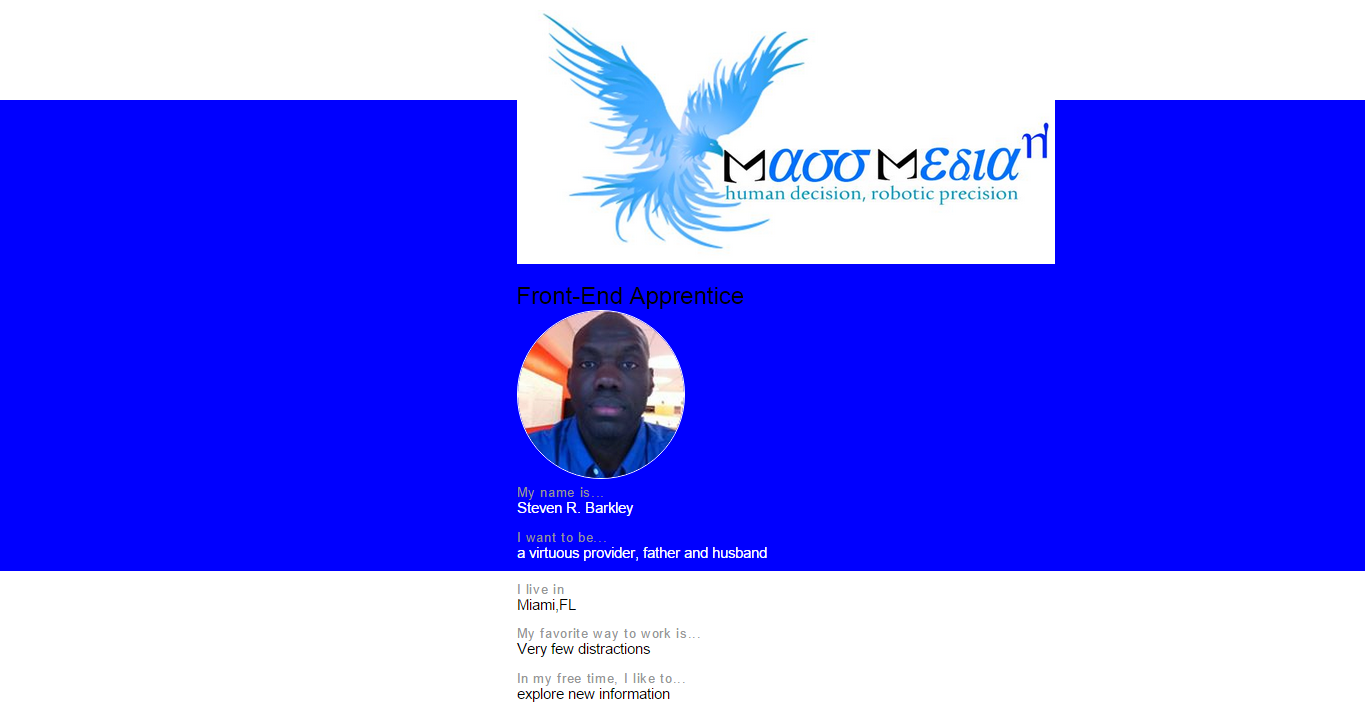 Mασσ Mεδιαή
human decision, robotic precision
Front-End Apprentice
My name is...
Steven R. Barkley
I want to be...
a virtuous provider, father and husband
I live in
Miami,FL
My favorite way to work is...
Very few distractions
In my free time, I like to...
explore new information